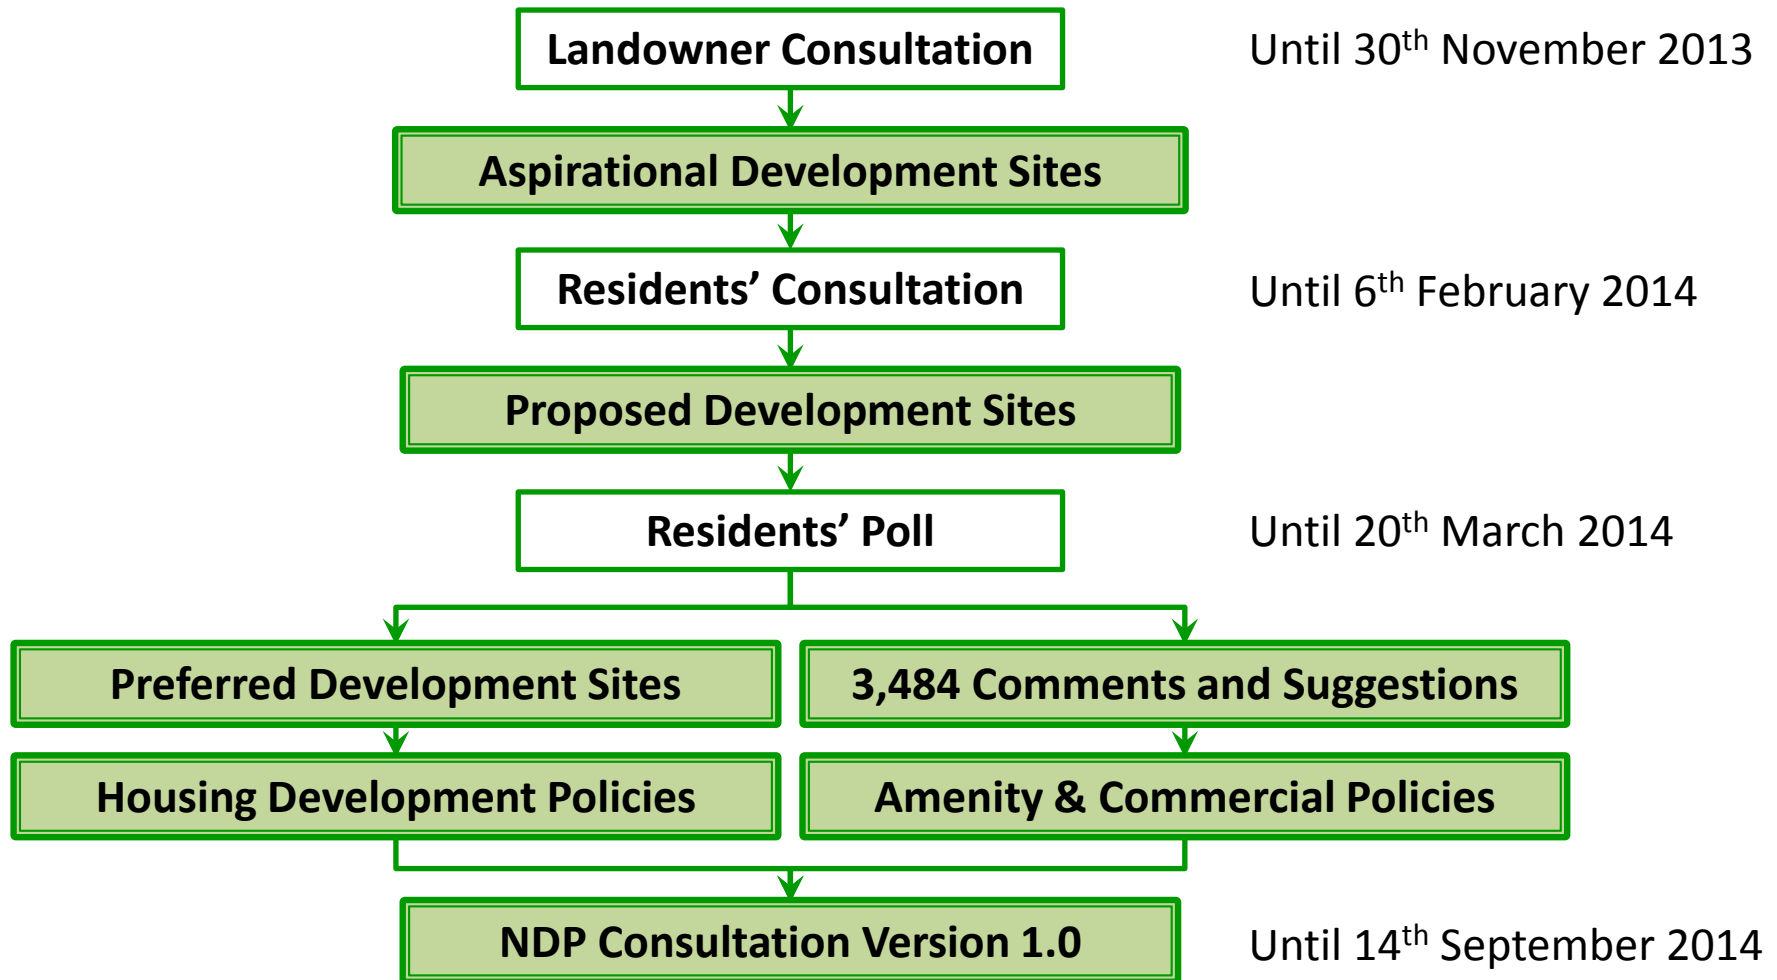 Landowner Consultation
Until 30th November 2013
Aspirational Development Sites
Residents’ Consultation
Until 6th February 2014
Proposed Development Sites
Residents’ Poll
Until 20th March 2014
Preferred Development Sites
3,484 Comments and Suggestions
Housing Development Policies
Amenity & Commercial Policies
NDP Consultation Version 1.0
Until 14th September 2014